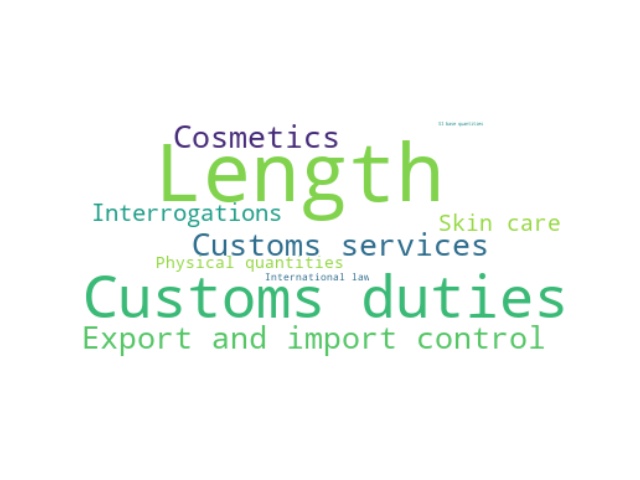 SI base quantities
Cosmetics
Length
Interrogations
Skin care
Customs services
Physical quantities
International law
Customs duties
Export and import control